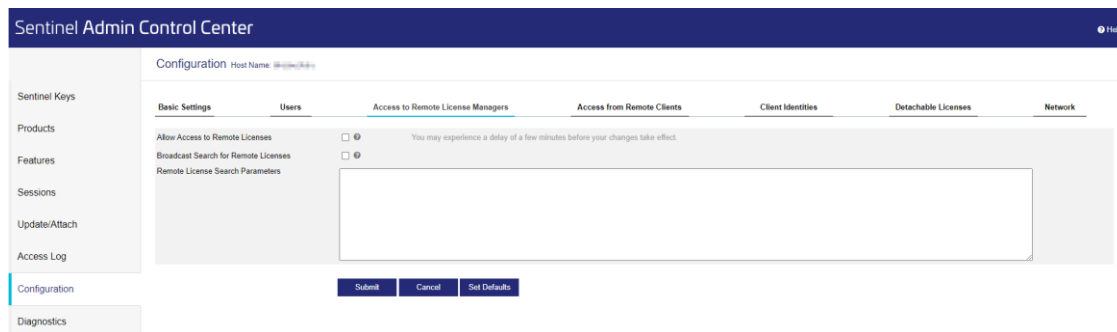 Sentinel Admin Control Center
Configuration Host Name:
Sentinel Keys
Products
Features
Sessions
Update/Attach
Access Log
Configuration
Diagnostics
Basic Settings Users Access to Remote License Managers Access from Remote Clients Client Identities Detachable Licenses Network
Allow Access to Remote Licenses You may experience a delay of a few minutes before your changes take effect.
Broadcast Search for Remote Licenses
Remote License Search Parameters
Submit Cancel Set Defaults